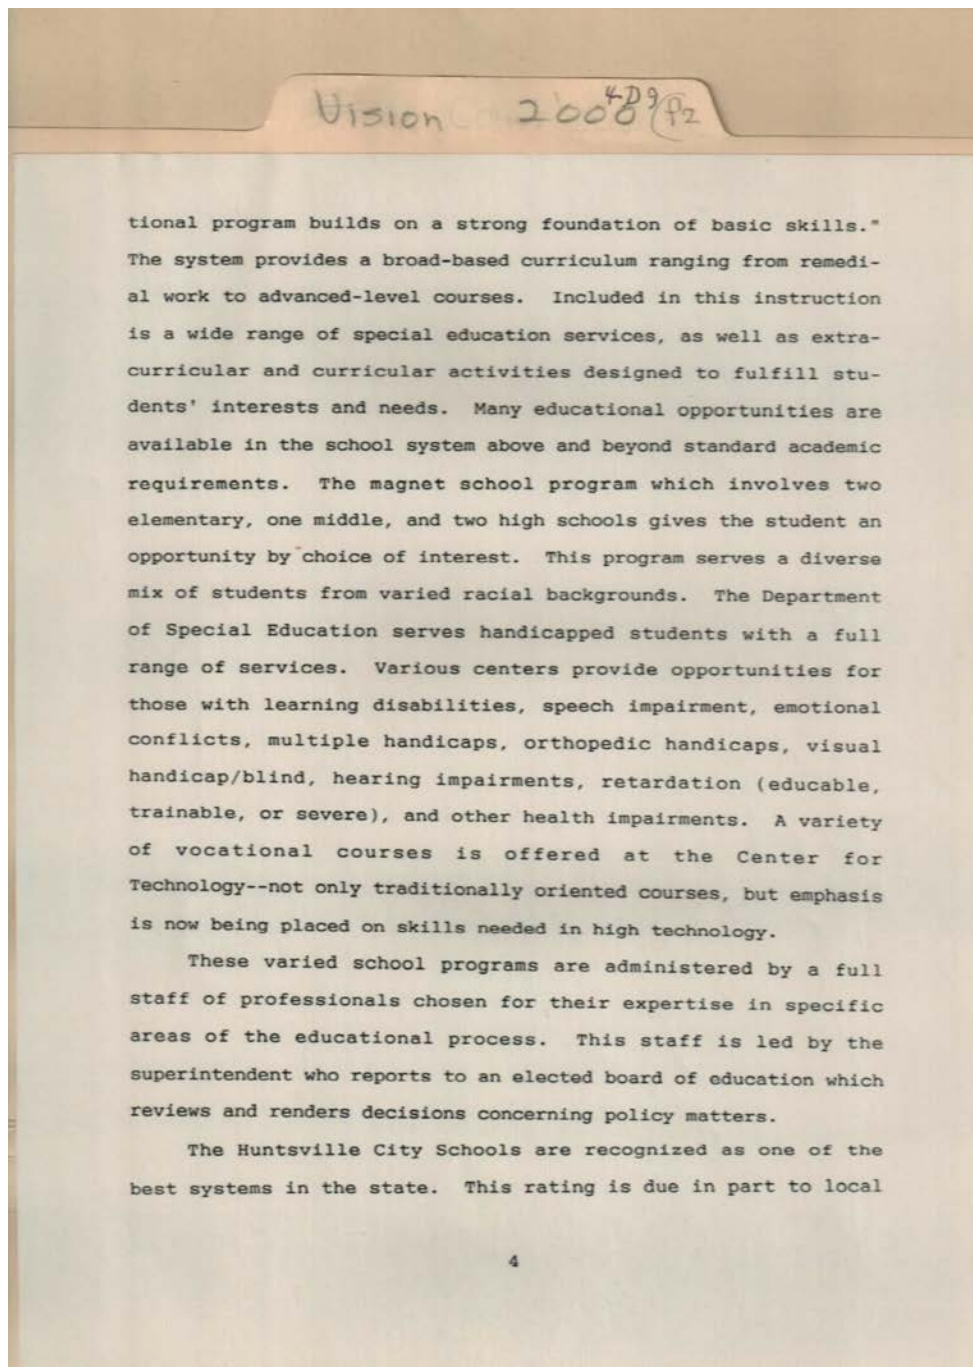 Vision 2000
4D9
P2
tional program builds on a strong foundation of basic skills."
The system provides a broad-based curriculum ranging from remedi-
al work to advanced-level courses. Included in this instruction
is a wide range of special education services, as well as extra-
curricular and curricular activities designed to fulfill stu-
dents' interests and needs. Many educational opportunities are
available in the school system above and beyond standard academic
requirements. The magnet school program which involves two
elementary, one middle, and two high schools gives the student an
opportunity by choice of interest. This program serves a diverse
mix of students from varied racial backgrounds. The Department
of Special Education serves handicapped students with a full
range of services. Various centers provide opportunities for
those with learning disabilities, speech impairment, emotional
conflicts, multiple handicaps, orthopedic handicaps, visual
handicap/blind, hearing impairments, retardation (educable,
trainable, or severe), and other health impairments. A variety
of vocational courses is offered at the Center for
Technology--not only traditionally oriented courses, but emphasis
is now being placed on skills needed in high technology.
These varied school programs are administered by a full
staff of professionals chosen for their expertise in specific
areas of the educational process. This staff is led by the
superintendent who reports to an elected board of education which
reviews and renders decisions concerning policy matters.
The Huntsville City Schools are recognized as one of the
best systems in the state. This rating is due in part to local
4